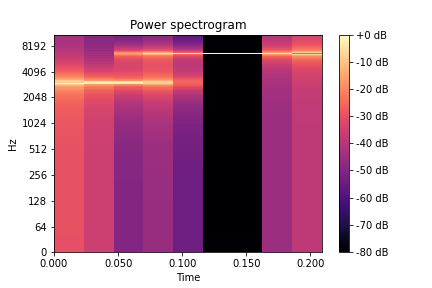 Power spectrogram
8192
4096
2048
1024
512
256
128
64
0
Hz
0.000 0.050 0.100 0.150 0.200
Time
+0 dB
-10 dB
-20 dB
-30 dB
-40 dB
-50 dB
-60 dB
-70 dB
-80 dB